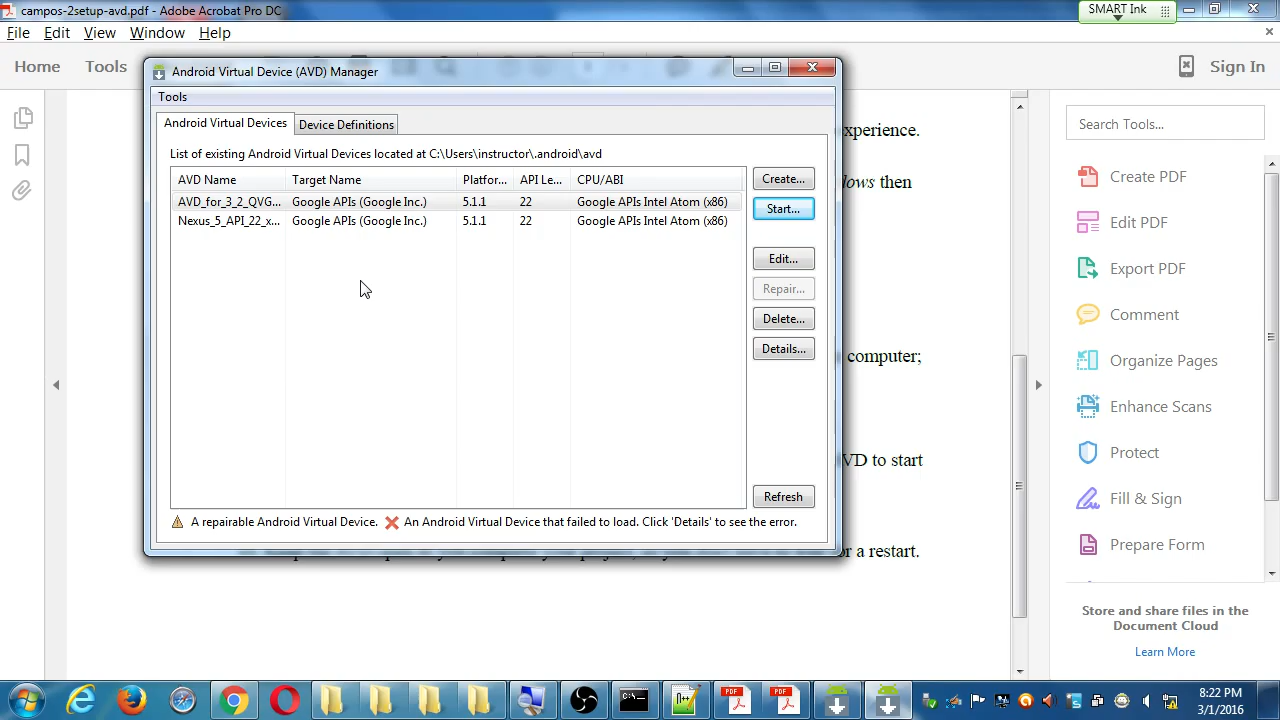 campos-2setup-avd.pdf - Adobe Acrobat Pro DC
SMART Ink
File Edit View Window Help
Home Tools
Sign In
Android Virtual Device (AVD) Manager
Tools
Android Virtual Devices Device Definitions
List of existing Android Virtual Devices located at C:\Users\instructor\.android\avd
AVD Name Target Name Platfor... API Le... CPU/ABI
AVD_for_3_2_QVG... Google APIs (Google Inc.) 5.1.1 22 Google APIs Intel Atom (x86)
Nexus_5_API_22_x... Google APIs (Google Inc.) 5.1.1 22 Google APIs Intel Atom (x86)
Create...
Start...
Edit...
Repair...
Delete...
Details...
Refresh
A repairable Android Virtual Device. An Android Virtual Device that failed to load. Click 'Details' to see the error.
xperience.
lows then
computer;
VD to start
or a restart.
Search Tools...
Create PDF
Edit PDF
Export PDF
Comment
Organize Pages
Enhance Scans
Protect
Fill & Sign
Prepare Form
Store and share files in the
Document Cloud
Learn More
8:22 PM
3/1/2016